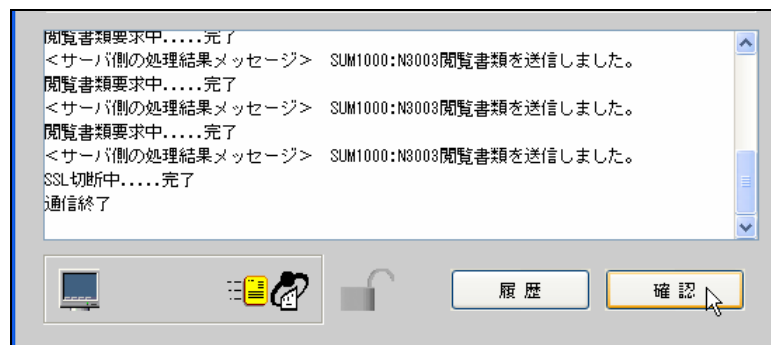 閲覧書類要求中.....完了
＜サーバ側の処理結果メッセージ＞　SUM1000:N3003閲覧書類を送信しました。
閲覧書類要求中.....完了
＜サーバ側の処理結果メッセージ＞　SUM1000:N3003閲覧書類を送信しました。
閲覧書類要求中.....完了
＜サーバ側の処理結果メッセージ＞　SUM1000:N3003閲覧書類を送信しました。
SSL切断中.....完了
通信終了
履 歴
確 認